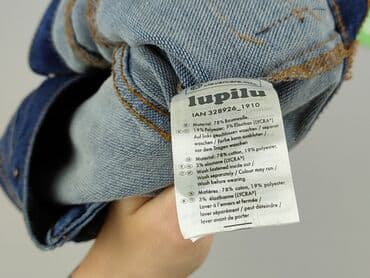 lupilu
IAN 328926_1910
Material: 78% Baumwolle,
19% Polyester, 3% Elasthan (LYCRA®)
Auf links geschlossen waschen / separat
waschen / Farbe kann ausbluten /
vor dem Tragen waschen
Material: 78% cotton, 19% polyester,
3% elastane (LYCRA®)
Wash fastened inside out /
Wash separately / Colour may run /
Wash before wearing.
Matières: 78% coton, 19% polyester,
3% élasthanne (LYCRA®)
Laver à l'envers et fermée /
laver séparément / peut déteindre /
laver avant de porter